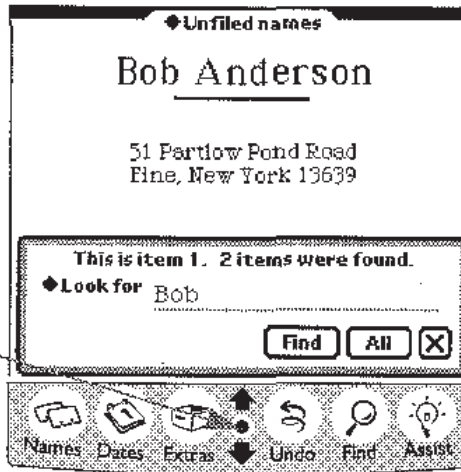 ◆Unfiled names
Bob Anderson
51 Partlow Pond Road
Fine, New York 13639
This is item 1. 2 items were found.
◆Look for Bob
Find All X
Names Dates Extras Undo Find Assist